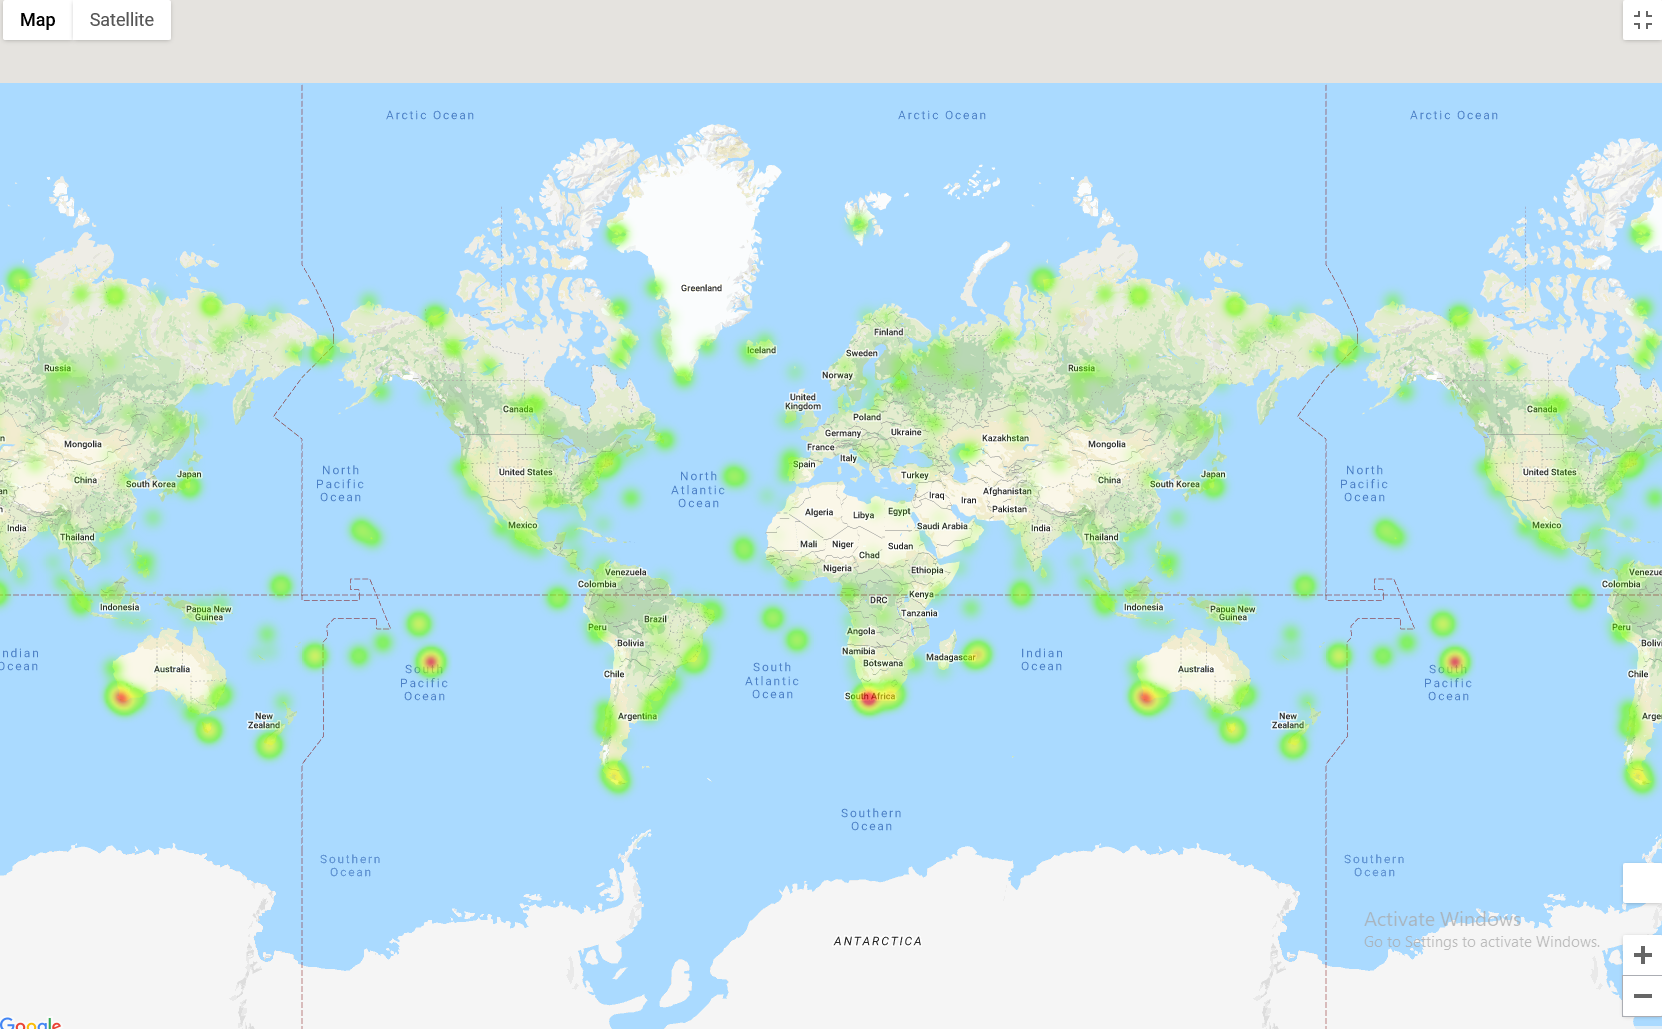 Map Satellite
Arctic Ocean Arctic Ocean Arctic Ocean
Greenland
Iceland
Finland
Sweden
Norway
Russia Russia
United
Kingdom
Canada Canada
Poland
Germany Ukraine
France
Italy
Spain
Kazakhstan
Mongolia Mongolia
Turkey
United States United States
North
Pacific
Ocean
North
Atlantic
Ocean
North
Pacific
Ocean
China China
Japan Japan
South Korea South Korea
Iraq Iran
Afghanistan
Pakistan
Algeria Libya Egypt
Saudi Arabia
India India
Mexico Mexico
Thailand Thailand
Mali Niger Chad Sudan
Nigeria Ethiopia
Venezuela
Colombia Colombia
DRC Kenya
Tanzania
Indonesia Indonesia
Papua New
Guinea
Papua New
Guinea
Peru Peru
Brazil
Angola
Bolivia
Namibia
Botswana
Madagascar
Indian
Ocean
Australia Australia
Chile Chile
South
Pacific
Ocean
South
Atlantic
Ocean
South
Pacific
Ocean
South Africa
Argentina
New
Zealand
New
Zealand
Southern
Ocean
Southern
Ocean
Southern
Ocean
Activate Windows
Go to Settings to activate Windows.
ANTARCTICA
Google